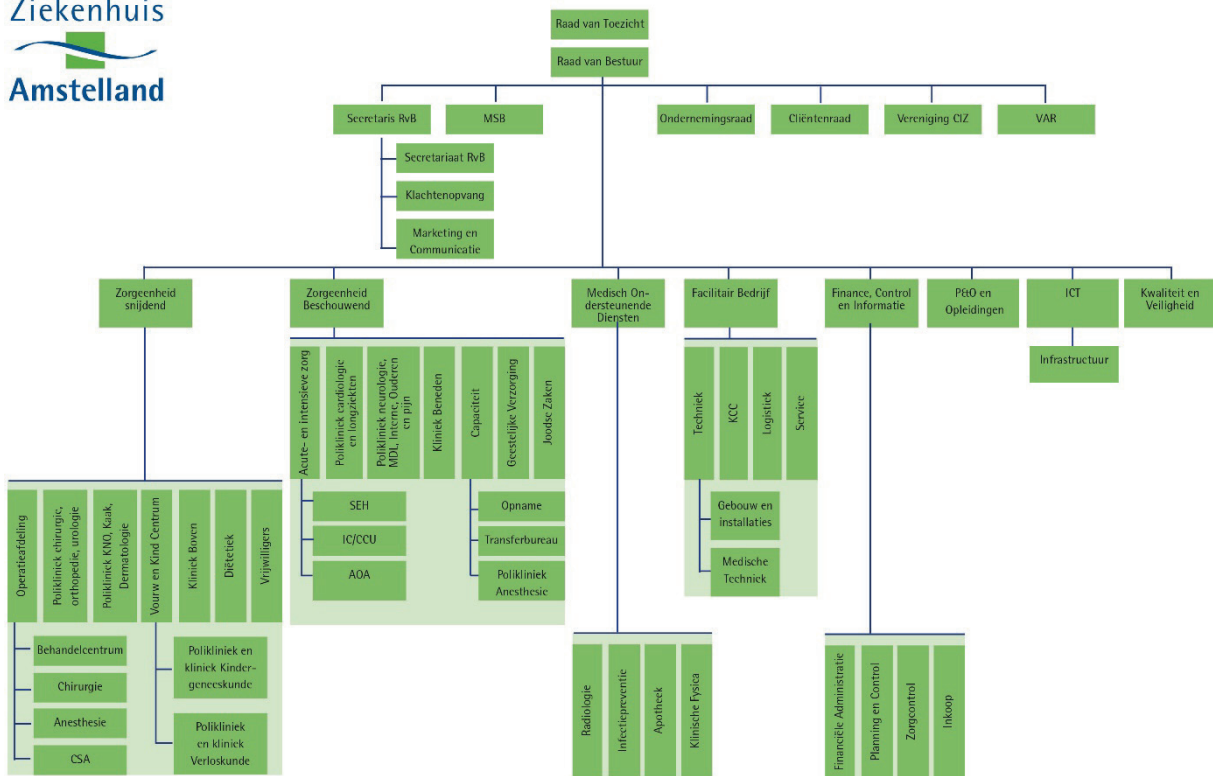 Ziekenhuis
Amstelland
Raad van Toezicht
Raad van Bestuur
Secretaris RvB
MSB
Ondernemingsraad
Cliëntenraad
Vereniging CIZ
VAR
Secretariaat RvB
Klachtenopvang
Marketing en
Communicatie
Zorgeenheid
snijdend
Zorgeenheid
Beschouwend
Medisch On-
dersteunende
Diensten
Facilitair Bedrijf
Finance, Control
en Informatie
P&O en
Opleidingen
ICT
Kwaliteit en
Veiligheid
Infrastructuur
Acute- en intensieve zorg
Polikliniek cardiologie
en longziekten
Polikliniek neurologie,
MDL, Interne, Ouderen
en pijn
Kliniek Beneden
Capaciteit
Geestelijke Verzorging
Joodse Zaken
SEH
IC/CCU
AOA
Opname
Transferbureau
Polikliniek
Anesthesie
Techniek
KCC
Logistiek
Service
Gebouw en
installaties
Medische
Techniek
Operatieafdeling
Polikliniek chirurgic,
orthopedie, urologie
Polikliniek KNO, Kaak,
Dermatologie
Vourw en Kind Centrum
Kliniek Boven
Diëtetiek
Vrijwilligers
Behandelcentrum
Chirurgie
Anesthesie
CSA
Polikliniek en
kliniek Kinder-
geneeskunde
Polikliniek
en kliniek
Verloskunde
Radiologie
Infectiepreventie
Apotheek
Klinische Fysica
Financiële Administratie
Planning en Control
Zorgcontrol
Inkoop